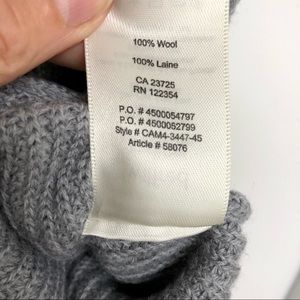 100% Wool
100% Laine
CA 23725
RN 122354
P.O. # 4500054797
P.O. # 4500052799
Style # CAM4-3447-45
Article # 58076